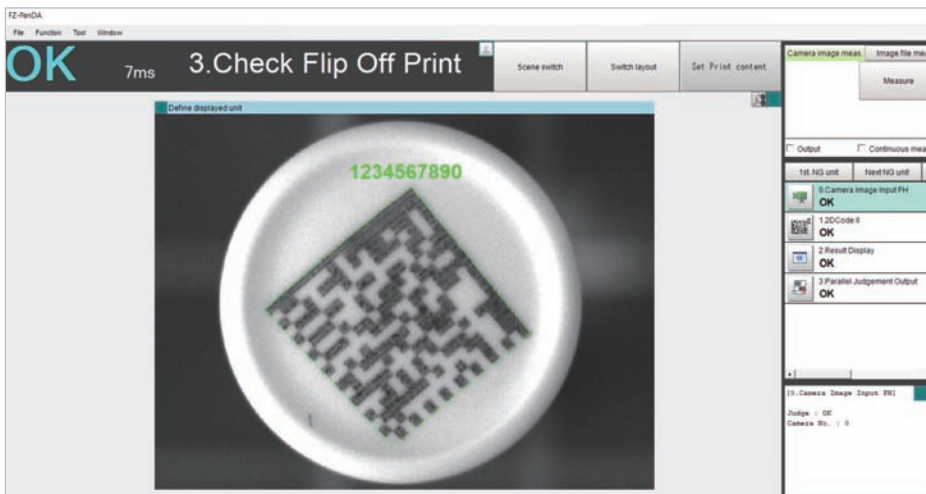 FZ-PanDA
File Function Tool Window
OK 7ms 3.Check Flip Off Print
Scene switch
Switch layout
Set Print content
Camera image meas
Image file mea
Measure
Define displayed unit
1234567890
Output
Continuous mea
1st. NG unit
Next NG unit
0.Camera Image Input FH
OK
1.2DCode II
OK
2.Result Display
OK
3.Parallel Judgement Output
OK
[0.Camera Image Input FH]
Judge : OK
Camera No. : 0